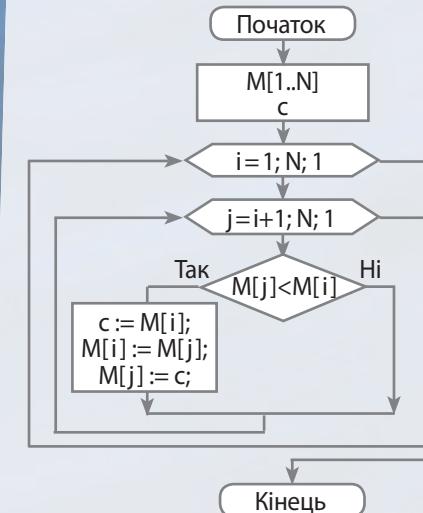 Початок
M[1..N]
c
i=1; N; 1
j=i+1; N; 1
Так
Ні
M[j]<M[i]
c := M[i];
M[i] := M[j];
M[j] := c;
Кінець